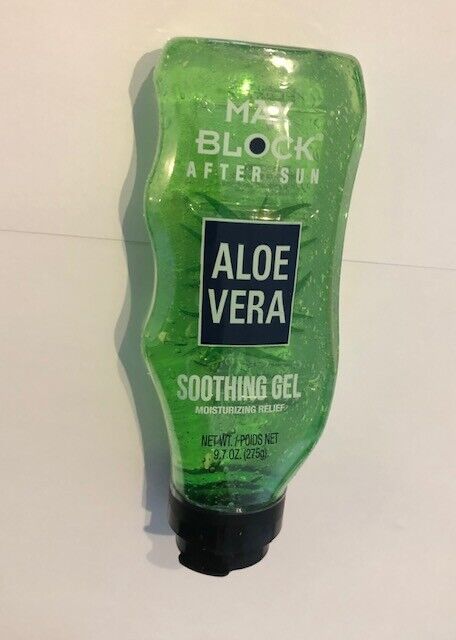 MAX
BLOCK
AFTER SUN
ALOE
VERA
SOOTHING GEL
MOISTURIZING RELIEF
NET WT. / POIDS NET
9.7 OZ. (275g)